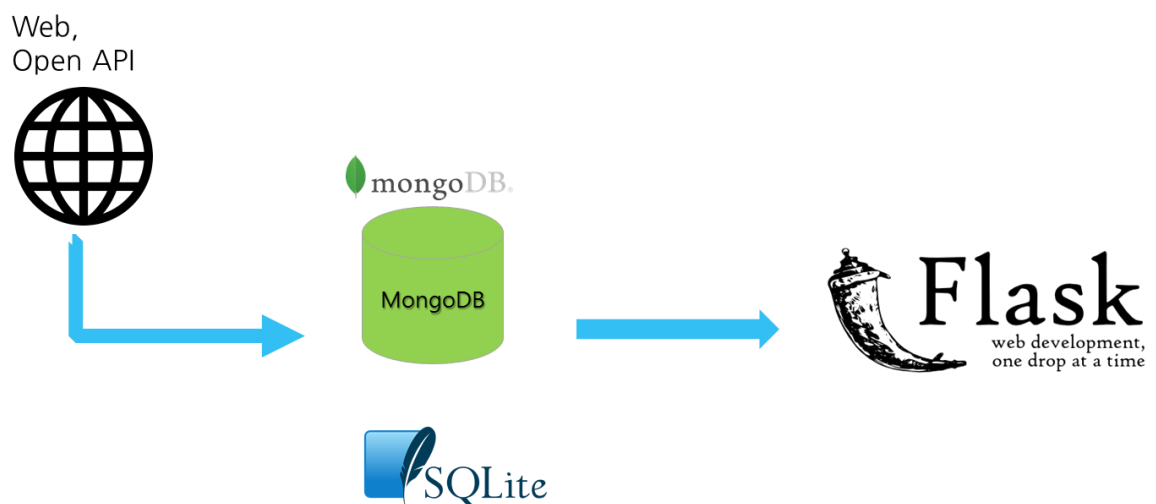 Web,
Open API
mongoDB.
MongoDB
Flask
web development,
one drop at a time
SQLite